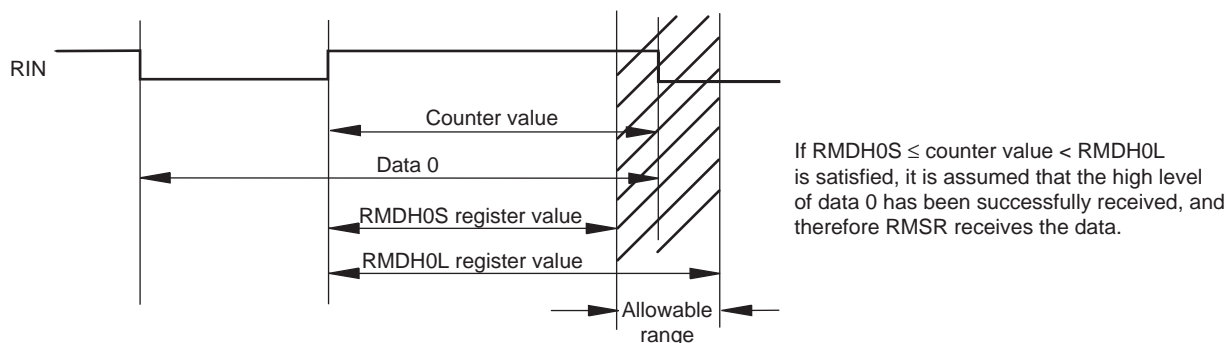 RIN
Counter value
Data 0
RMDH0S register value
RMDH0L register value
Allowable
range
If RMDH0S ≤ counter value < RMDH0L
is satisfied, it is assumed that the high level
of data 0 has been successfully received, and
therefore RMSR receives the data.